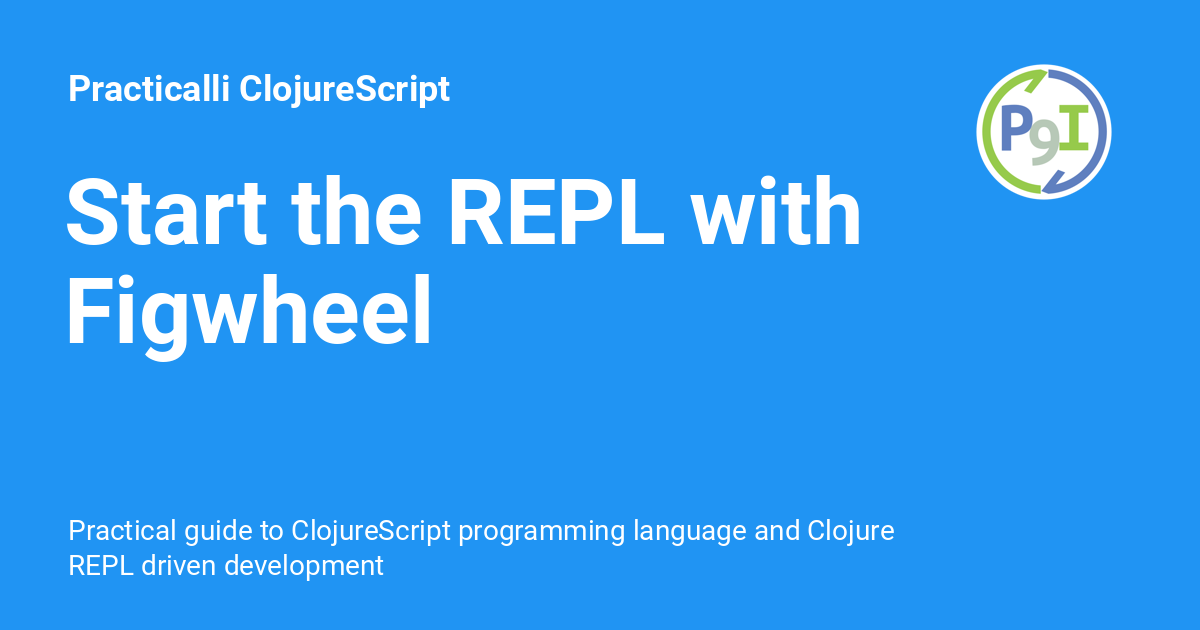 Practicalli ClojureScript
P9I
Start the REPL with
Figwheel
Practical guide to ClojureScript programming language and Clojure
REPL driven development